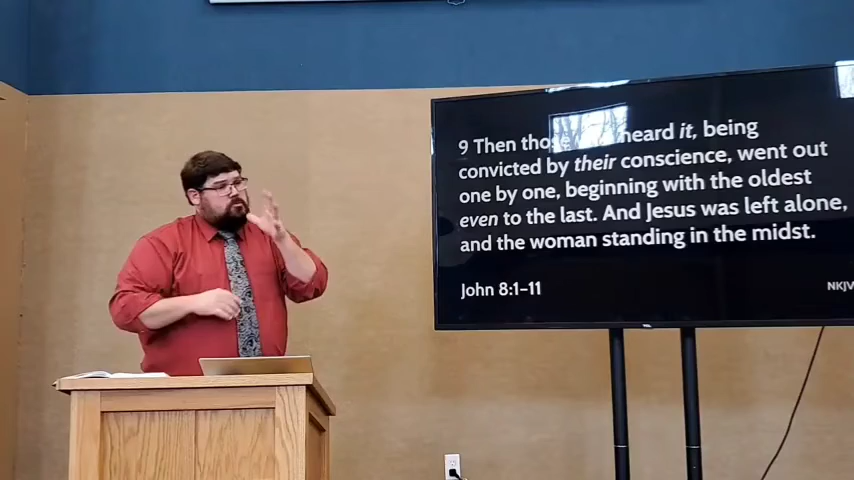 9 Then those heard it, being
convicted by their conscience, went out
one by one, beginning with the oldest
even to the last. And Jesus was left alone,
and the woman standing in the midst.
John 8:1-11
NKJV